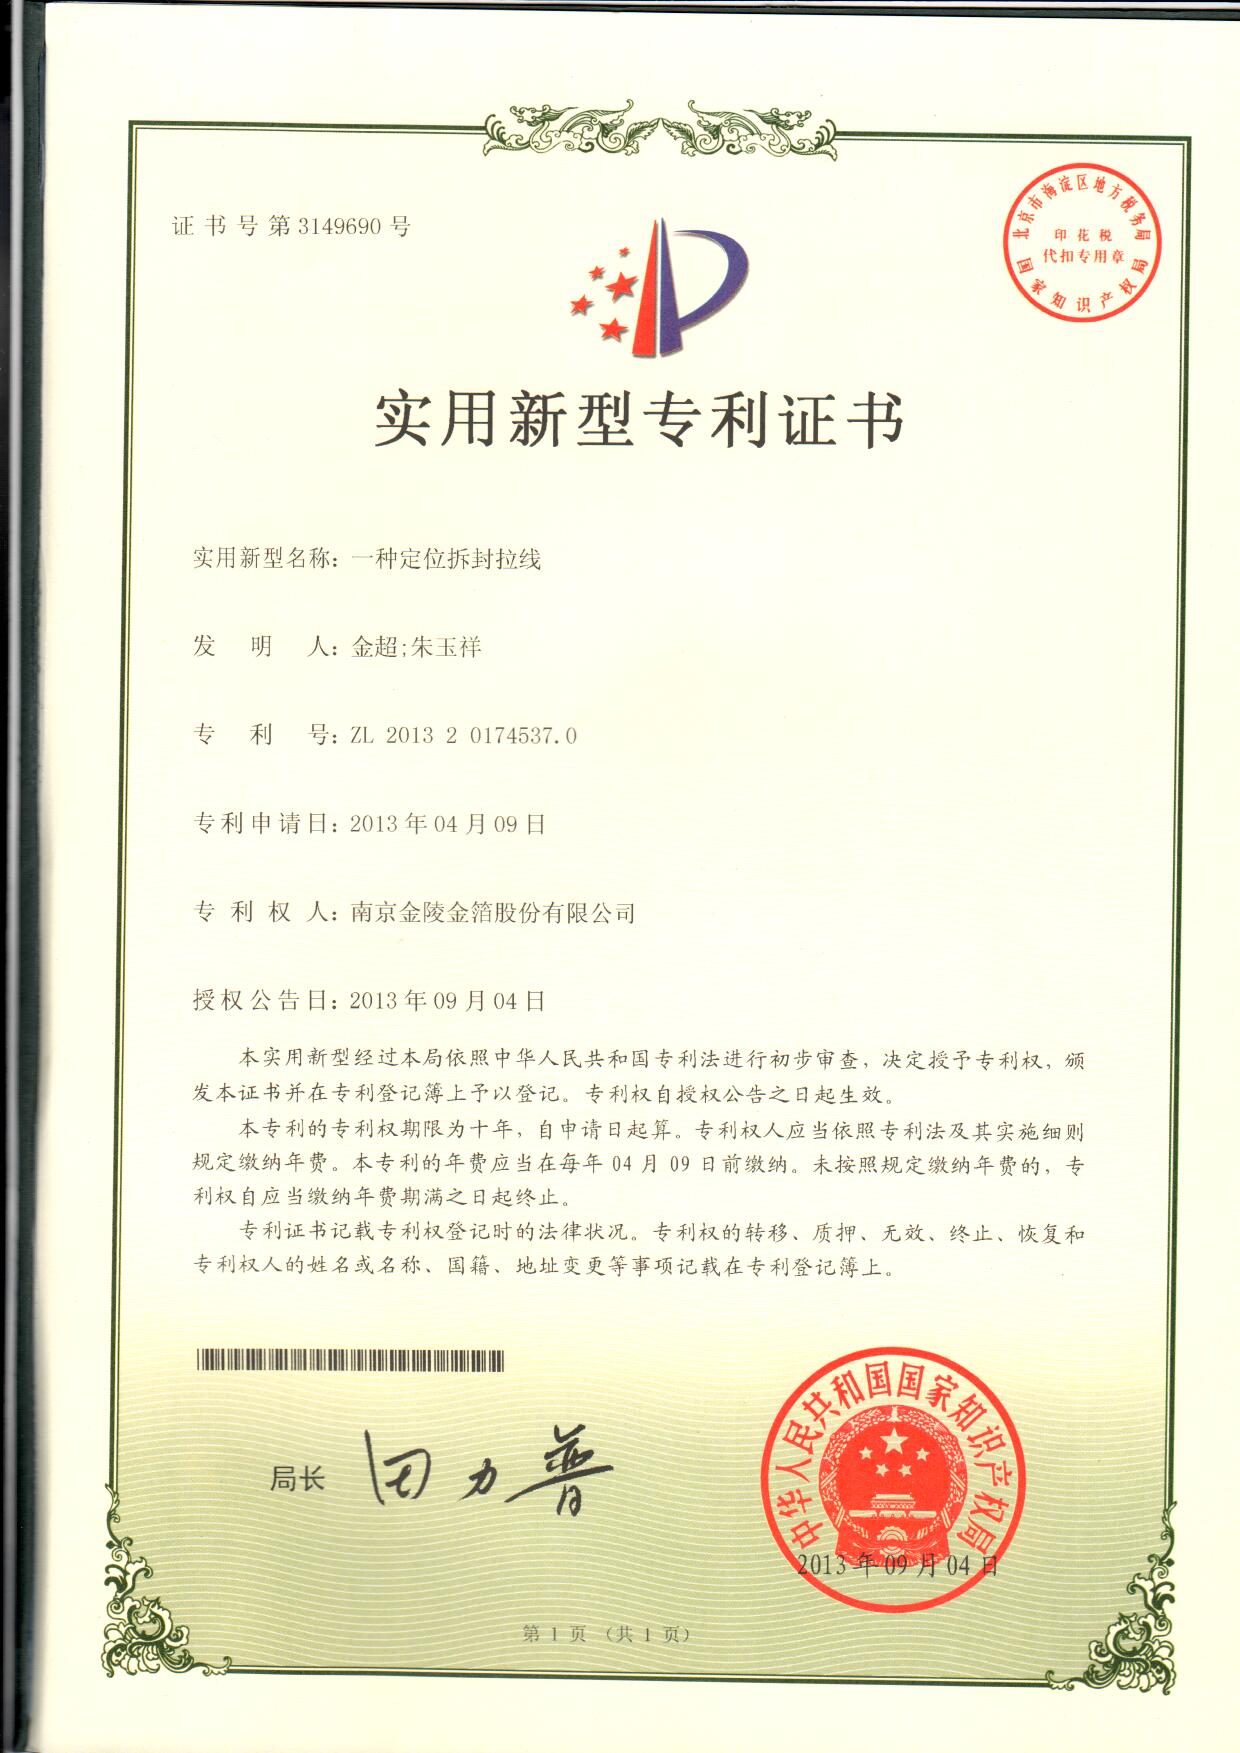 证书号第3149690号
北京市海淀区地方税务局
印花税
代扣专用章
国家知识产权局
实用新型专利证书
实用新型名称：一种定位拆封拉线
发明人：金超;朱玉祥
专利号：ZL 2013 2 0174537.0
专利申请日：2013年04月09日
专利权人：南京金陵金箔股份有限公司
授权公告日：2013年09月04日
本实用新型经过本局依照中华人民共和国专利法进行初步审查，决定授予专利权，颁
发本证书并在专利登记簿上予以登记。专利权自授权公告之日起生效。
本专利的专利权期限为十年，自申请日起算。专利权人应当依照专利法及其实施细则
规定缴纳年费。本专利的年费应当在每年04月09日前缴纳。未按照规定缴纳年费的，专
利权自应当缴纳年费期满之日起终止。
专利证书记载专利权登记时的法律状况。专利权的转移、质押、无效、终止、恢复和
专利权人的姓名或名称、国籍、地址变更等事项记载在专利登记簿上。
局长 田力普
中华人民共和国国家知识产权局
2013年09月04日
第1页（共1页）